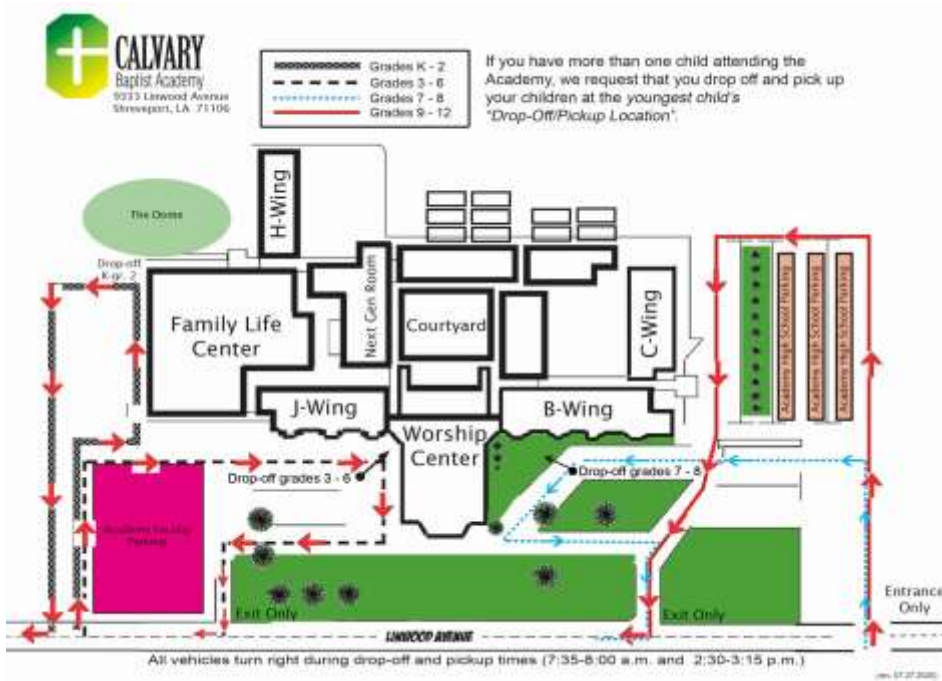 CALVARY
Baptist Academy
9333 Linwood Avenue
Shreveport, LA 71106
Grades K - 2
Grades 3 - 6
Grades 7 - 8
Grades 9 - 12
If you have more than one child attending the
Academy, we request that you drop off and pick up
your children at the youngest child's
"Drop-Off/Pickup Location".
The Dome
H-Wing
Drop-off
K-gr. 2
Family Life
Center
Next Gen Room
Courtyard
C-Wing
Academy High School Parking
Academy High School Parking
Academy High School Parking
J-Wing
B-Wing
Worship
Center
Drop-off grades 3 - 6
Drop-off grades 7 - 8
Academy Faculty
Parking
Exit Only
Exit Only
Entrance
Only
LINWOOD AVENUE
All vehicles turn right during drop-off and pickup times (7:35-8:00 a.m. and 2:30-3:15 p.m.)